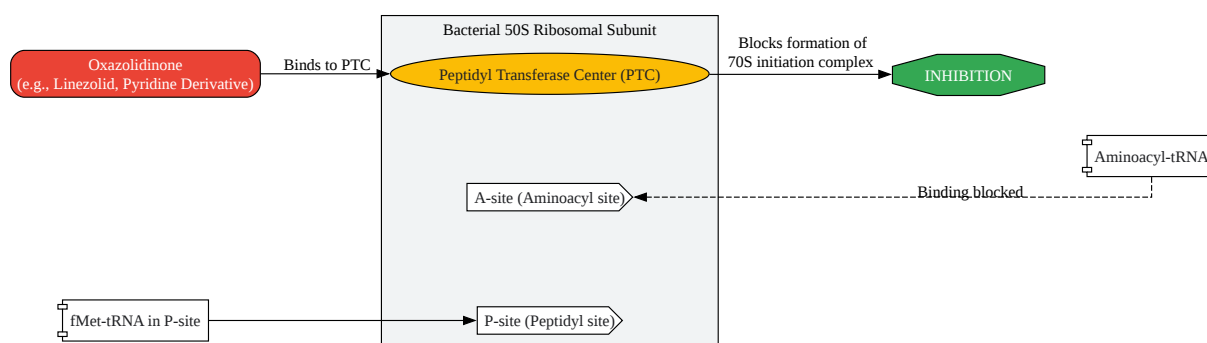 Bacterial 50S Ribosomal Subunit
Oxazolidinone
(e.g., Linezolid, Pyridine Derivative)
Binds to PTC
Peptidyl Transferase Center (PTC)
Blocks formation of
70S initiation complex
INHIBITION
Aminoacyl-tRNA
A-site (Aminoacyl site)
Binding blocked
fMet-tRNA in P-site
P-site (Peptidyl site)